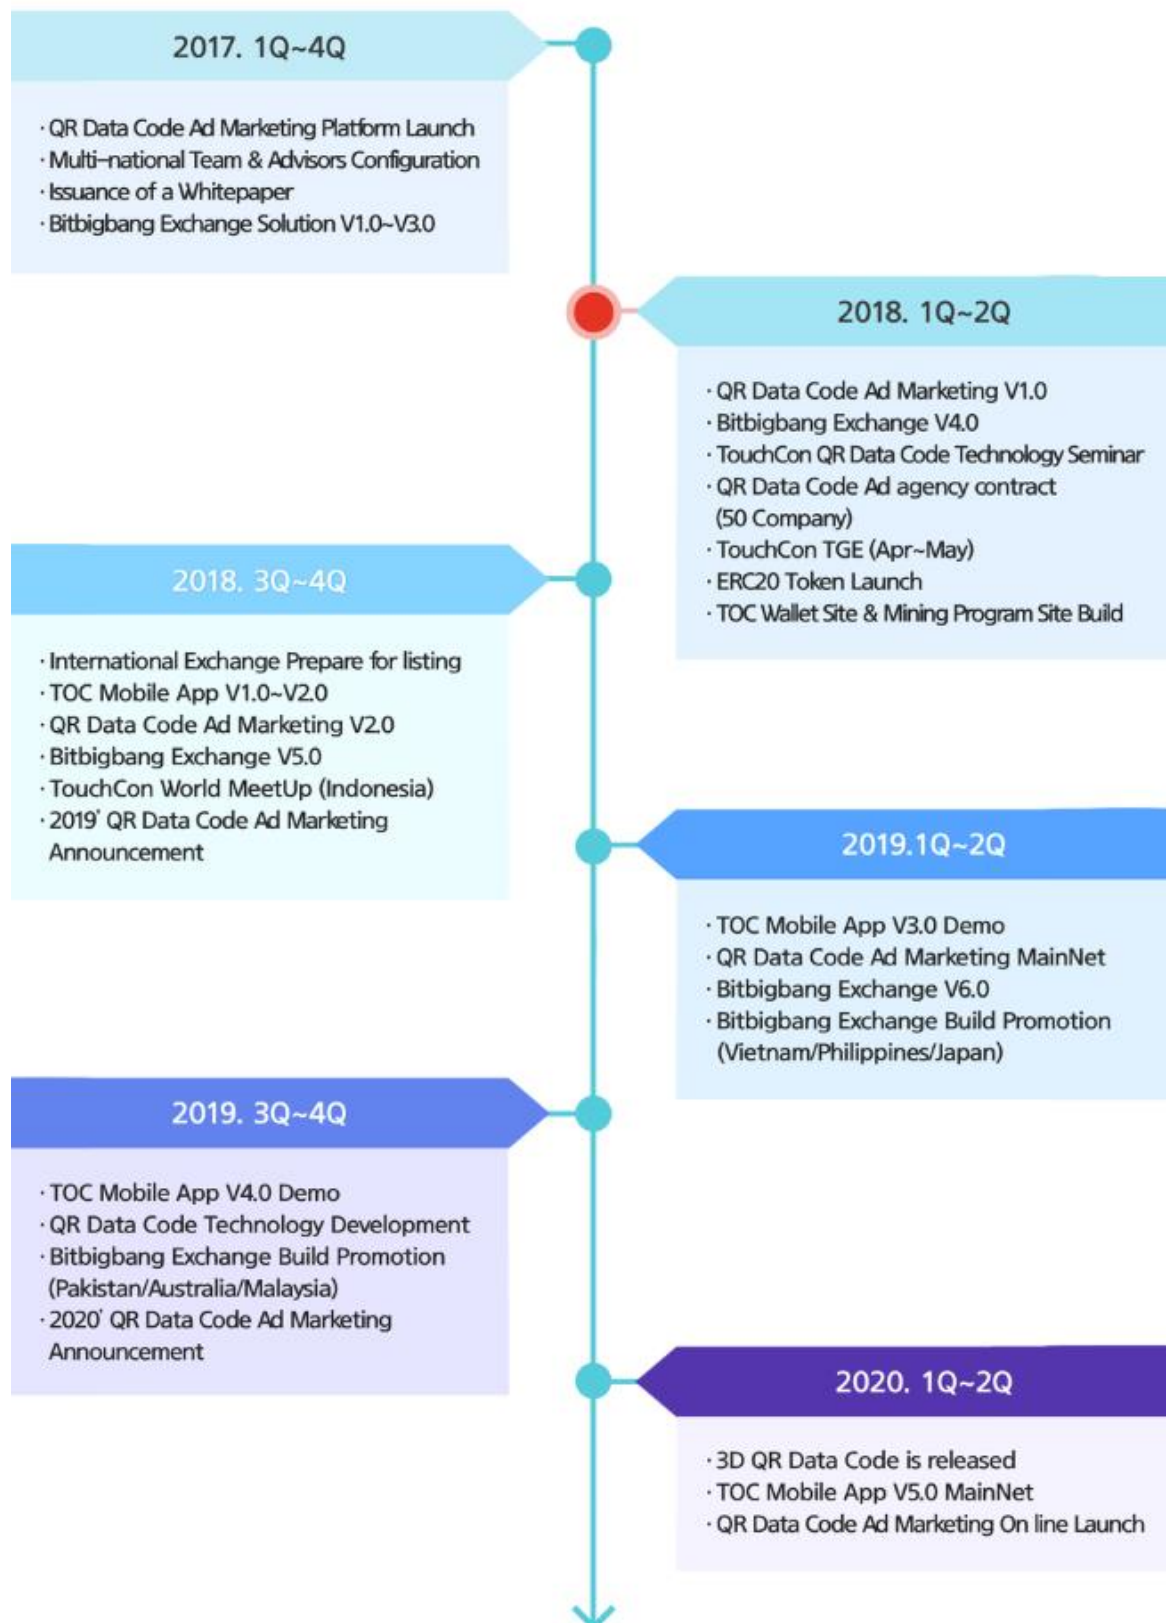 2017. 1Q~4Q
· QR Data Code Ad Marketing Platform Launch
· Multi-national Team & Advisors Configuration
· Issuance of a Whitepaper
· Bitbigbang Exchange Solution V1.0~V3.0
2018. 1Q~2Q
· QR Data Code Ad Marketing V1.0
· Bitbigbang Exchange V4.0
· TouchCon QR Data Code Technology Seminar
· QR Data Code Ad agency contract
(50 Company)
· TouchCon TGE (Apr~May)
· ERC20 Token Launch
· TOC Wallet Site & Mining Program Site Build
2018. 3Q~4Q
· International Exchange Prepare for listing
· TOC Mobile App V1.0~V2.0
· QR Data Code Ad Marketing V2.0
· Bitbigbang Exchange V5.0
· TouchCon World MeetUp (Indonesia)
· 2019' QR Data Code Ad Marketing
Announcement
2019.1Q~2Q
· TOC Mobile App V3.0 Demo
· QR Data Code Ad Marketing MainNet
· Bitbigbang Exchange V6.0
· Bitbigbang Exchange Build Promotion
(Vietnam/Philippines/Japan)
2019. 3Q~4Q
· TOC Mobile App V4.0 Demo
· QR Data Code Technology Development
· Bitbigbang Exchange Build Promotion
(Pakistan/Australia/Malaysia)
· 2020' QR Data Code Ad Marketing
Announcement
2020. 1Q~2Q
· 3D QR Data Code is released
· TOC Mobile App V5.0 MainNet
· QR Data Code Ad Marketing On line Launch